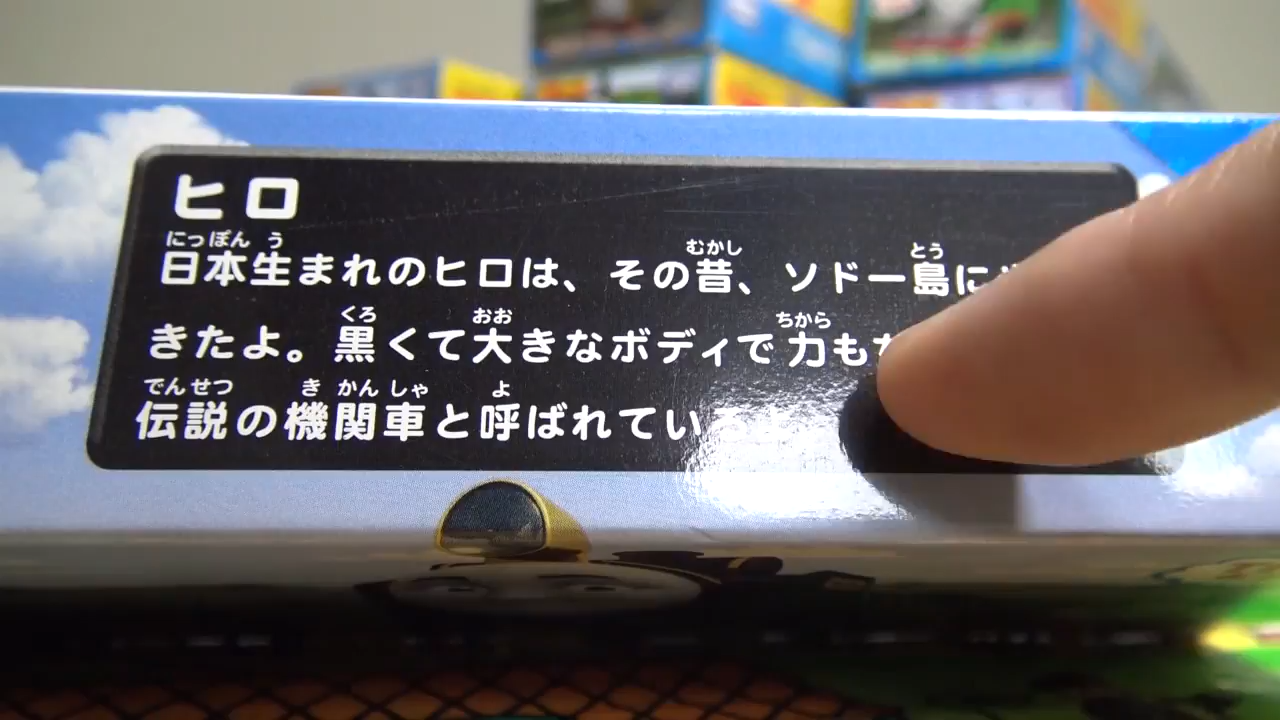 ヒロ
にっぽん う むかし とう
日本生まれのヒロは、その昔、ソドー島に
くろ おお ちから
きたよ。黒くて大きなボディで力も
でんせつ き かん しゃ よ
伝説の機関車と呼ばれている